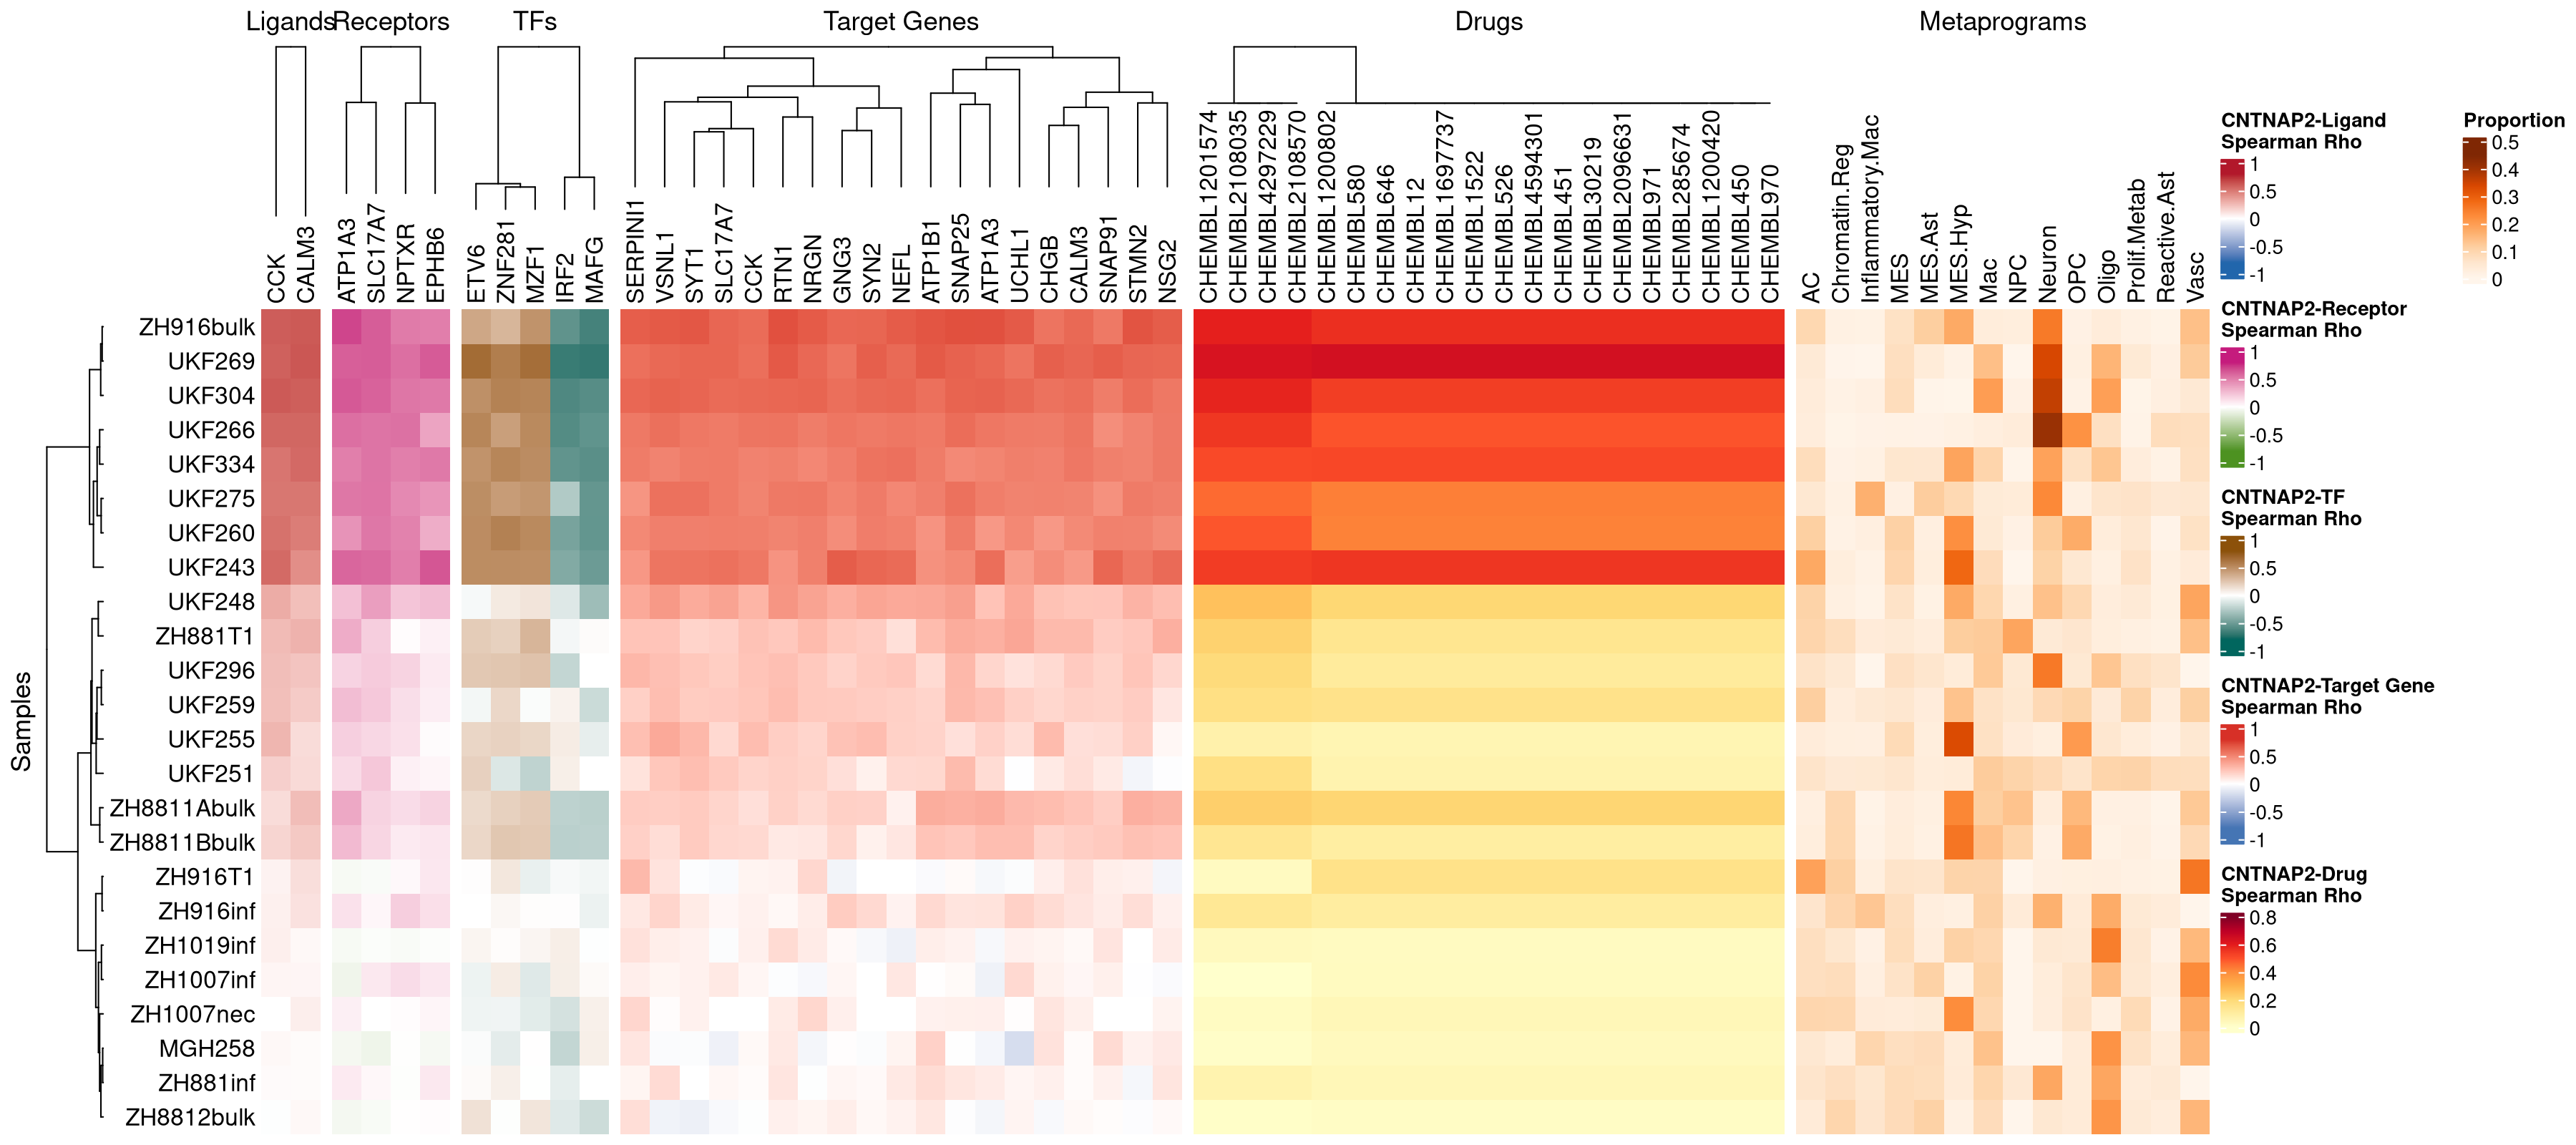 Ligands Receptors TFs Target Genes Drugs Metaprograms
CCK
CALM3
ATP1A3
SLC17A7
NPTXR
EPHB6
ETV6
ZNF281
MZF1
IRF2
MAFG
SERPINI1
VSNL1
SYT1
SLC17A7
CCK
RTN1
NRGN
GNG3
SYN2
NEFL
ATP1B1
SNAP25
ATP1A3
UCHL1
CHGB
CALM3
SNAP91
STMN2
NSG2
CHEMBL1201574
CHEMBL2108035
CHEMBL4297229
CHEMBL2108570
CHEMBL1200802
CHEMBL580
CHEMBL646
CHEMBL12
CHEMBL1697737
CHEMBL1522
CHEMBL526
CHEMBL4594301
CHEMBL451
CHEMBL30219
CHEMBL2096631
CHEMBL971
CHEMBL2285674
CHEMBL1200420
CHEMBL450
CHEMBL970
AC
Chromatin.Reg
Inflammatory.Mac
MES
MES.Ast
MES.Hyp
Mac
NPC
Neuron
OPC
Oligo
Prolif.Metab
Reactive.Ast
Vasc
Samples
ZH916bulk
UKF269
UKF304
UKF266
UKF334
UKF275
UKF260
UKF243
UKF248
ZH881T1
UKF296
UKF259
UKF255
UKF251
ZH8811Abulk
ZH8811Bbulk
ZH916T1
ZH916inf
ZH1019inf
ZH1007inf
ZH1007nec
MGH258
ZH881inf
ZH8812bulk
CNTNAP2-Ligand
Spearman Rho
1
0.5
0
-0.5
-1
CNTNAP2-Receptor
Spearman Rho
1
0.5
0
-0.5
-1
CNTNAP2-TF
Spearman Rho
1
0.5
0
-0.5
-1
CNTNAP2-Target Gene
Spearman Rho
1
0.5
0
-0.5
-1
CNTNAP2-Drug
Spearman Rho
0.8
0.6
0.4
0.2
0
Proportion
0.5
0.4
0.3
0.2
0.1
0